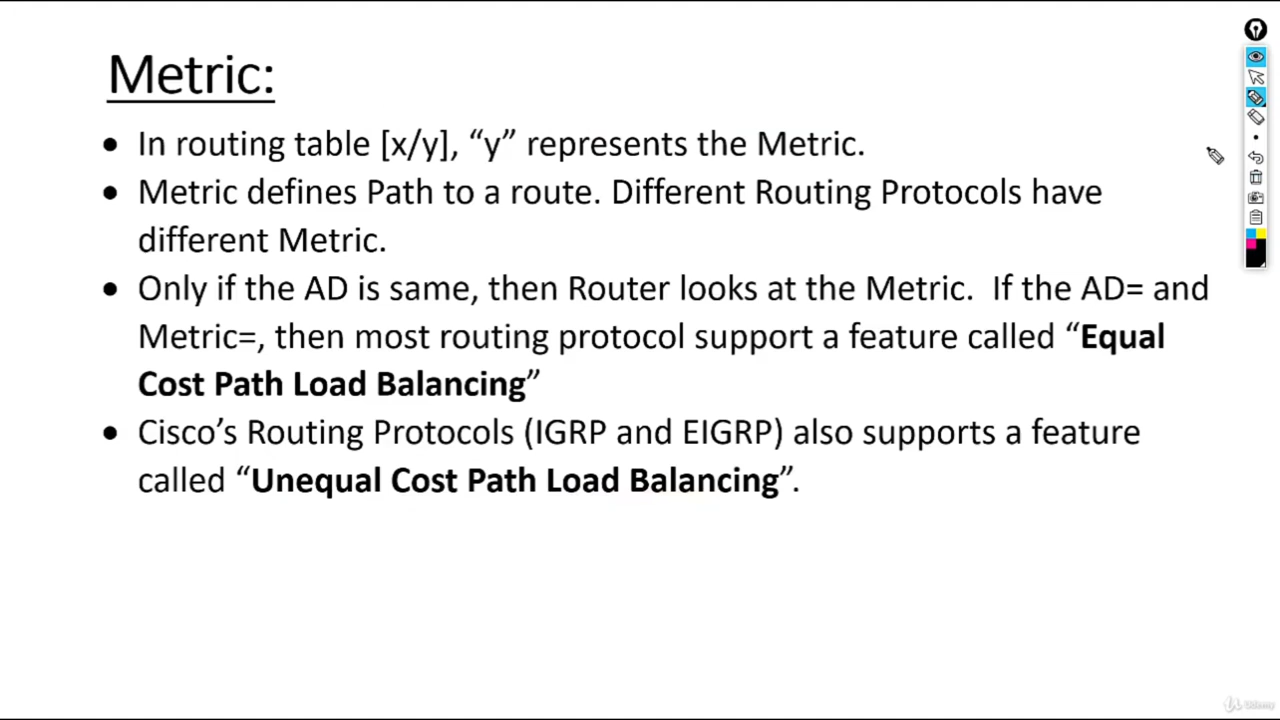 Metric:
• In routing table [x/y], “y” represents the Metric.
• Metric defines Path to a route. Different Routing Protocols have
different Metric.
• Only if the AD is same, then Router looks at the Metric.  If the AD= and
Metric=, then most routing protocol support a feature called “Equal
Cost Path Load Balancing”
• Cisco’s Routing Protocols (IGRP and EIGRP) also supports a feature
called “Unequal Cost Path Load Balancing”.
Udemy